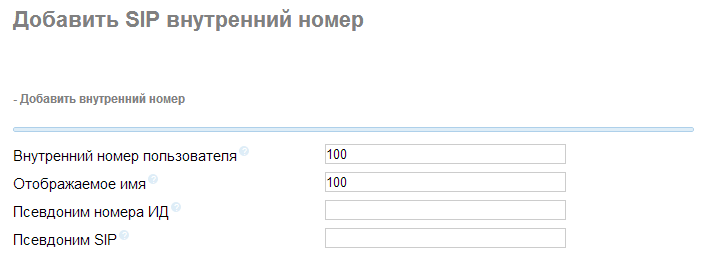 Добавить SIP внутренний номер
- Добавить внутренний номер
Внутренний номер пользователя ? 100
Отображаемое имя ? 100
Псевдоним номера ИД ?
Псевдоним SIP ?